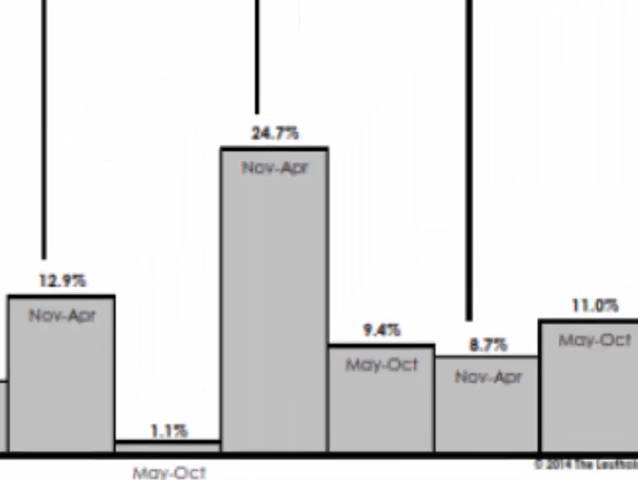 24.7%
Nov-Apr
12.9%
Nov-Apr
11.0%
May-Oct
9.4%
May-Oct
8.7%
Nov-Apr
1.1%
May-Oct
© 2014 The